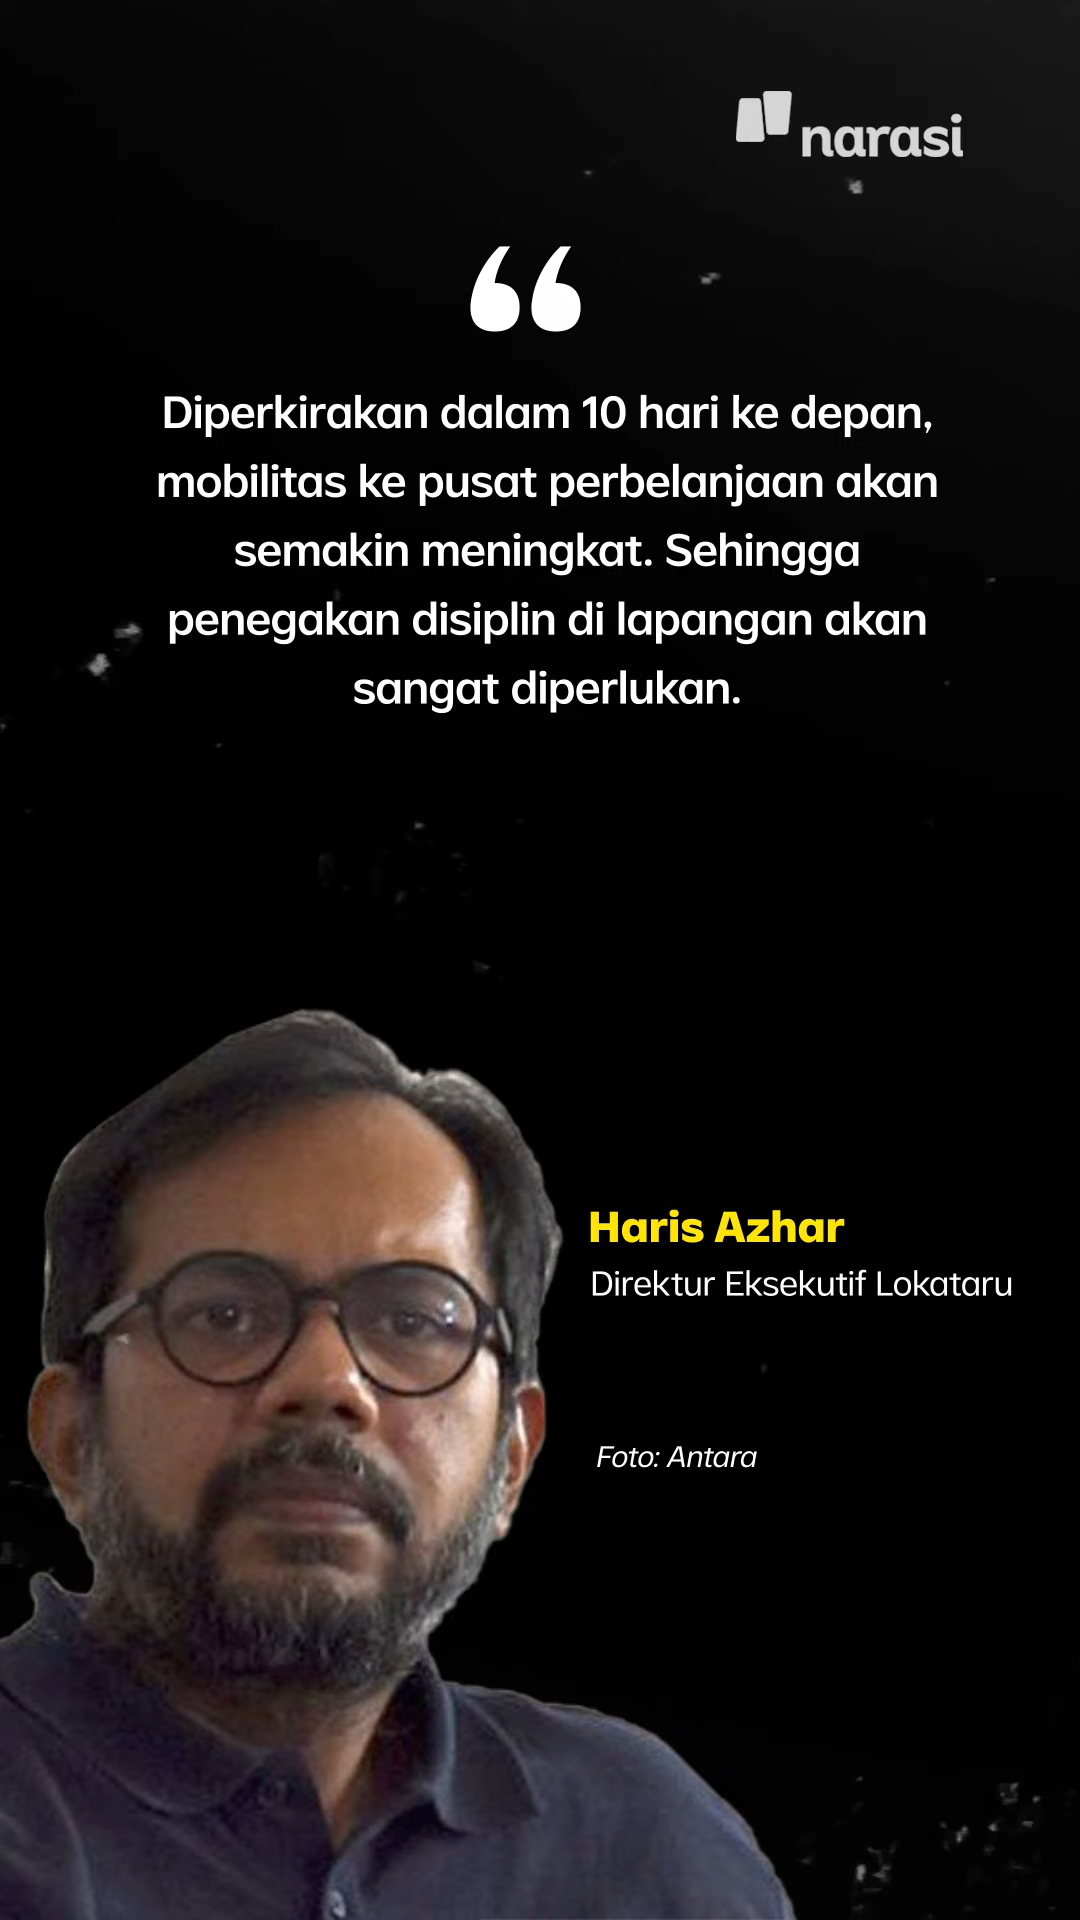 narasi
“
Diperkirakan dalam 10 hari ke depan,
mobilitas ke pusat perbelanjaan akan
semakin meningkat. Sehingga
penegakan disiplin di lapangan akan
sangat diperlukan.
Haris Azhar
Direktur Eksekutif Lokataru
Foto: Antara